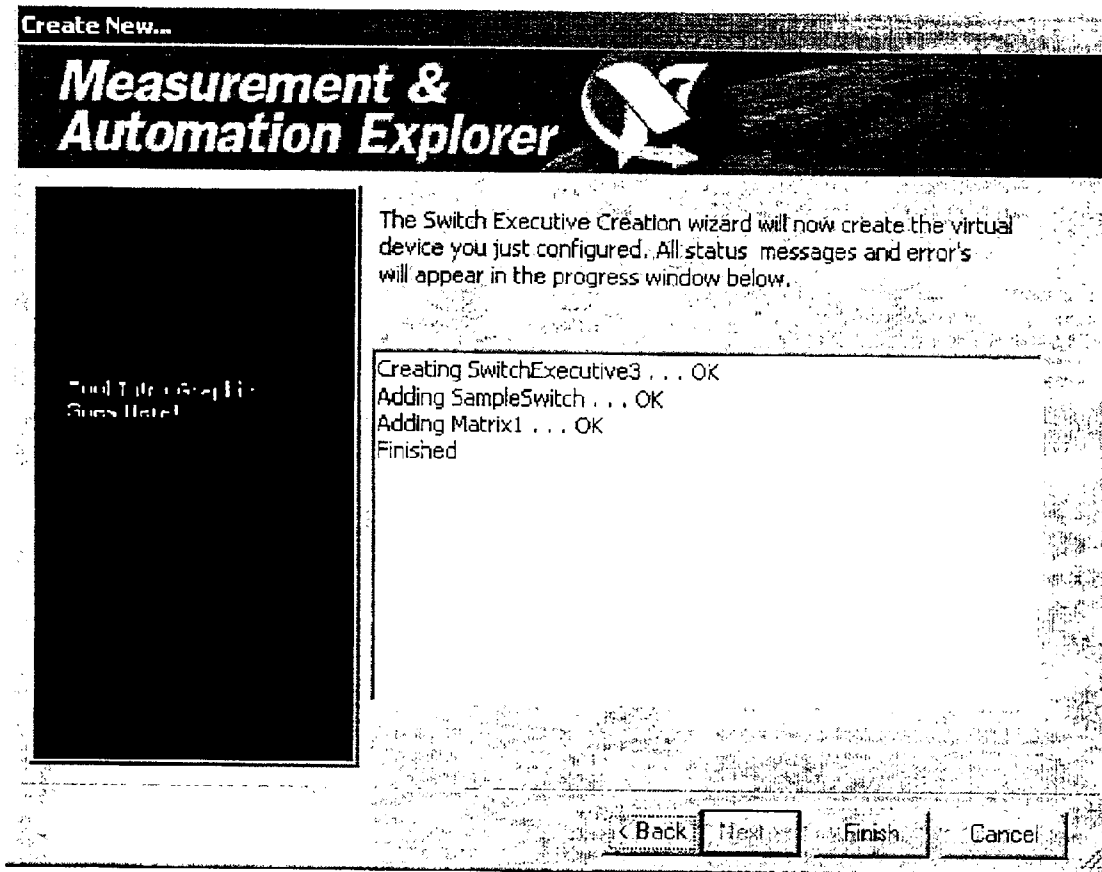 Create New...
Measurement &
Automation Explorer
The Switch Executive Creation wizard will now create the virtual
device you just configured. All status messages and error's
will appear in the progress window below.
Creating SwitchExecutive3 . . . OK
Adding SampleSwitch . . . OK
Adding Matrix1 . . . OK
Finished
Goes Here!
< Back
Next >
Finish
Cancel